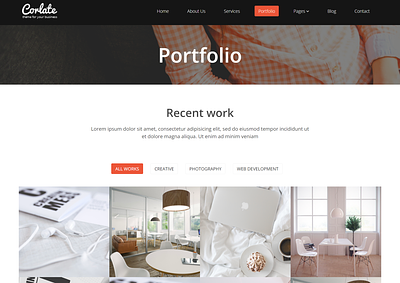 Corlate
theme for your business
Home About Us Services Portfolio Pages Blog Contact
Portfolio
Recent work
Lorem ipsum dolor sit amet, consectetur adipisicing elit, sed do eiusmod tempor incididunt ut
et dolore magna aliqua. Ut enim ad minim veniam
ALL WORKS CREATIVE PHOTOGRAPHY WEB DEVELOPMENT